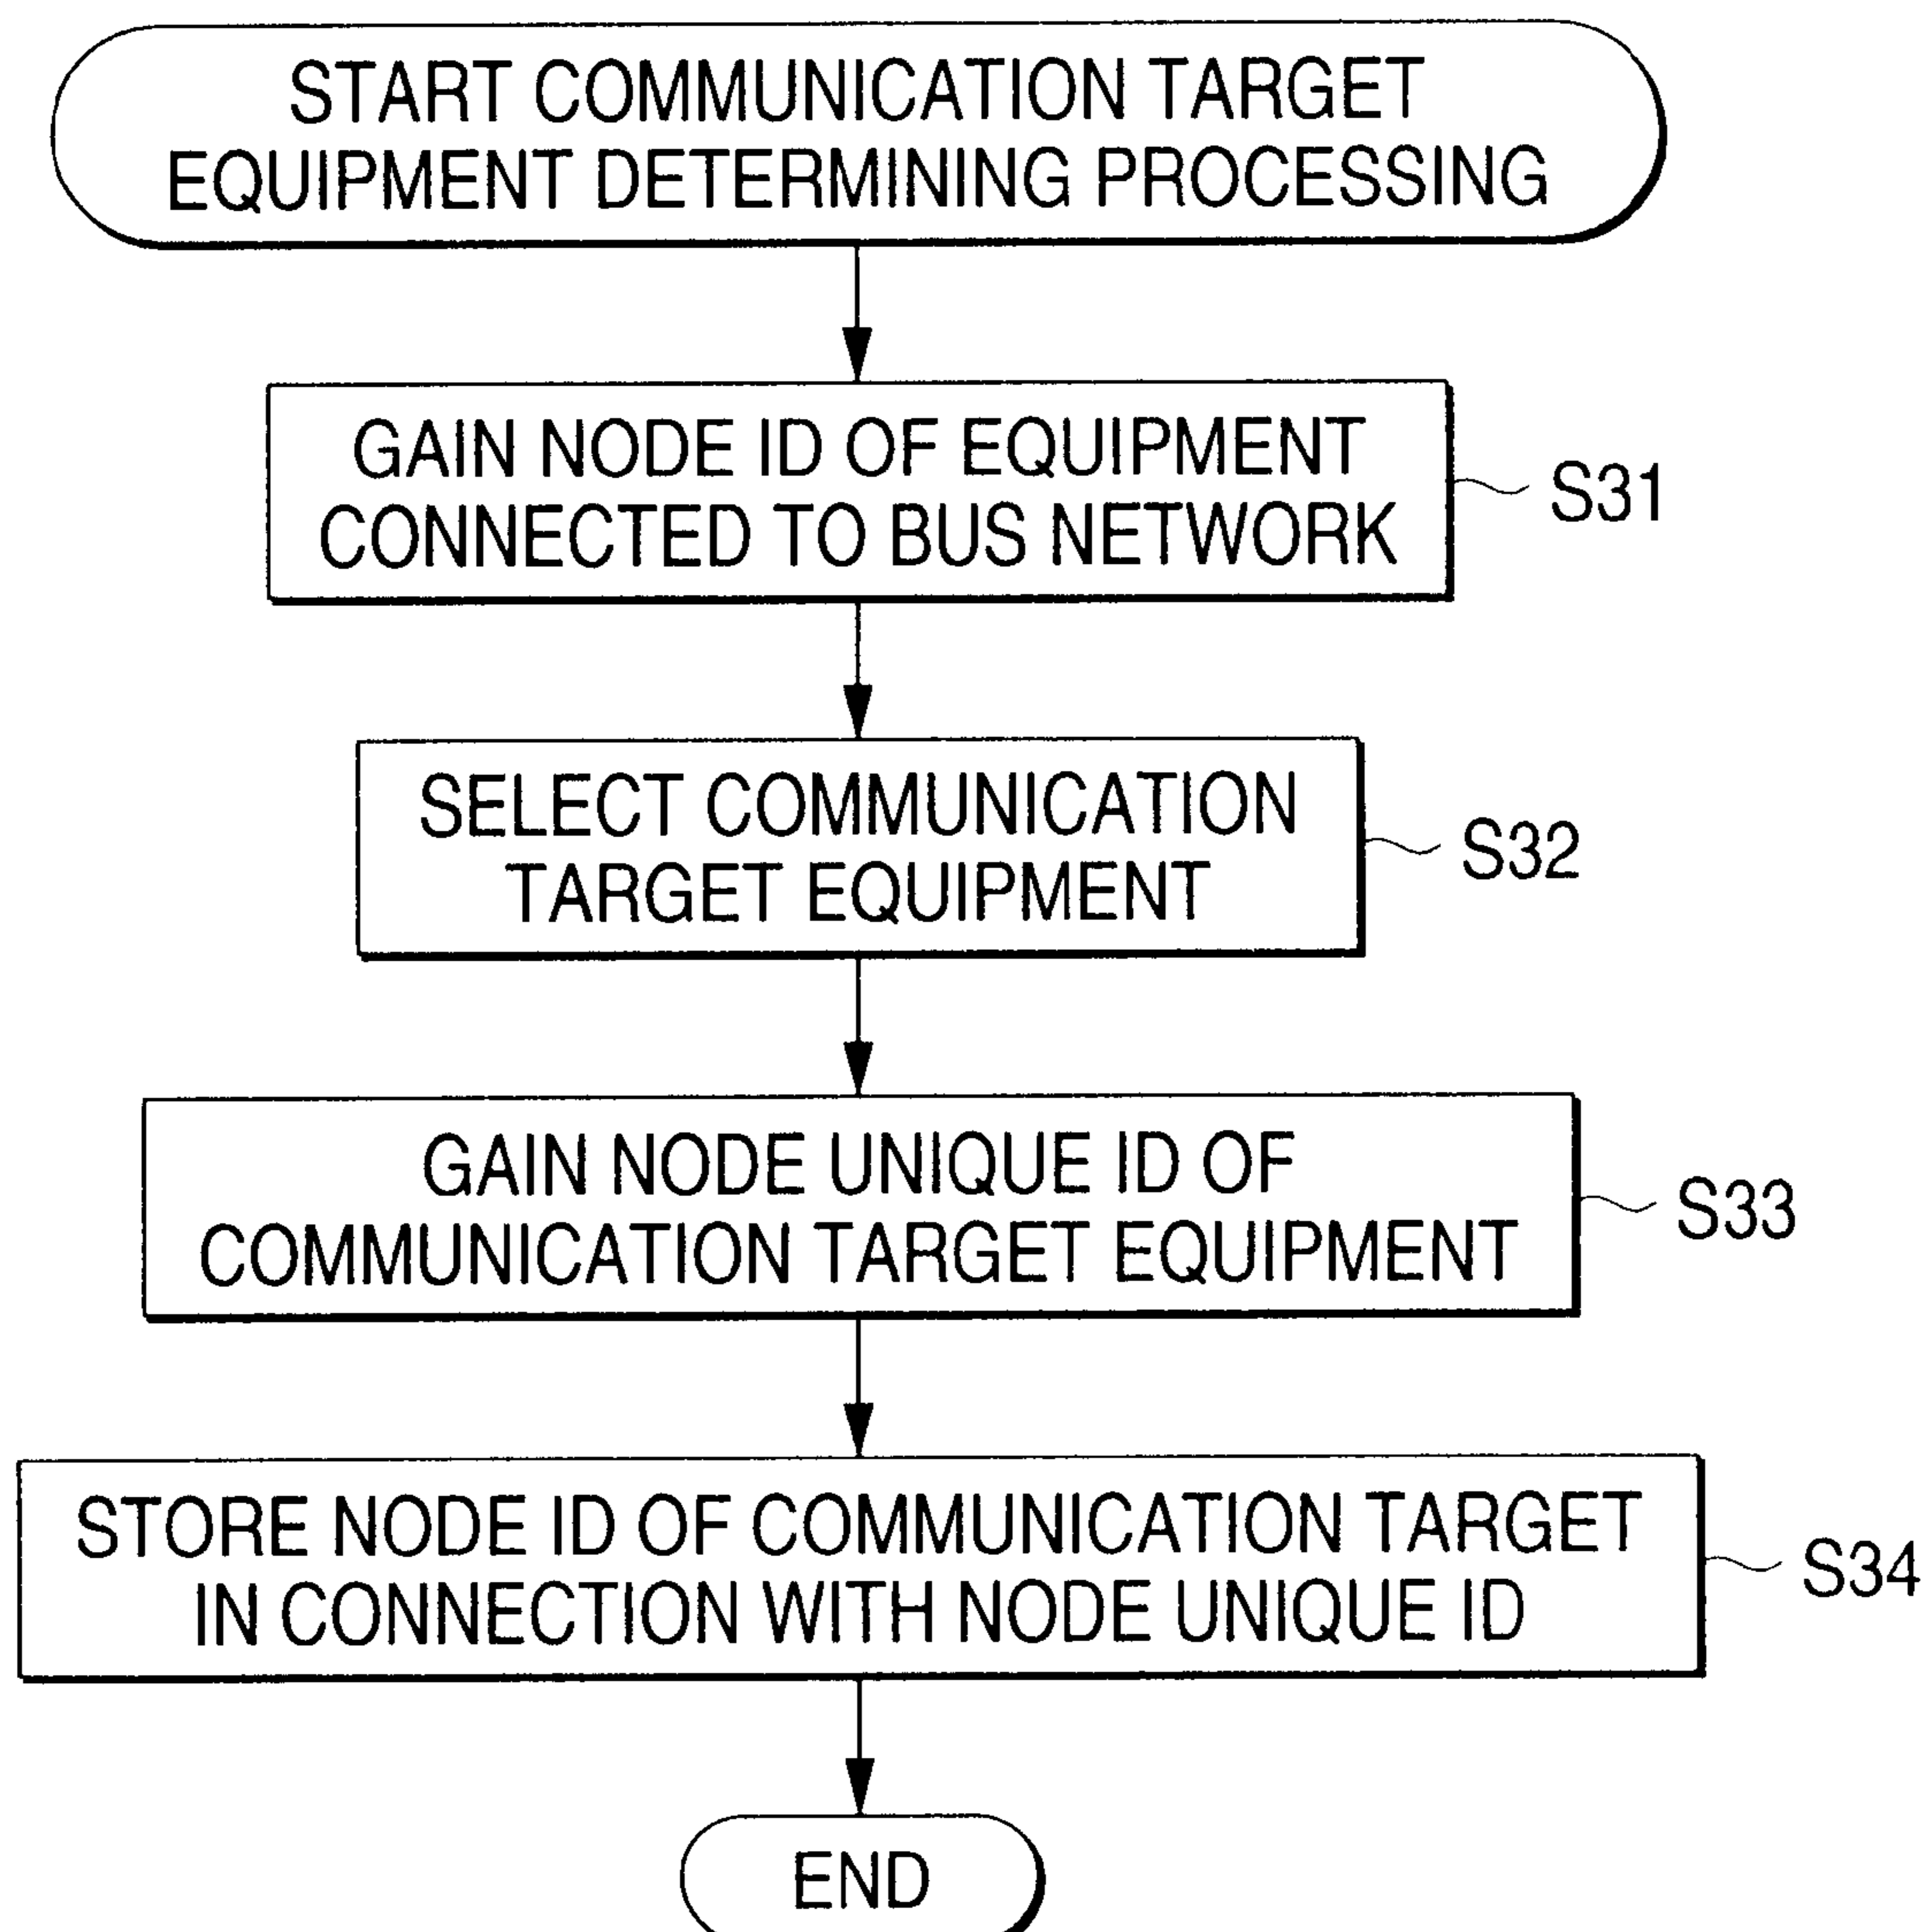 START COMMUNICATION TARGET
EQUIPMENT DETERMINING PROCESSING
GAIN NODE ID OF EQUIPMENT
CONNECTED TO BUS NETWORK
S31
SELECT COMMUNICATION
TARGET EQUIPMENT
S32
GAIN NODE UNIQUE ID OF
COMMUNICATION TARGET EQUIPMENT
S33
STORE NODE ID OF COMMUNICATION TARGET
IN CONNECTION WITH NODE UNIQUE ID
S34
END